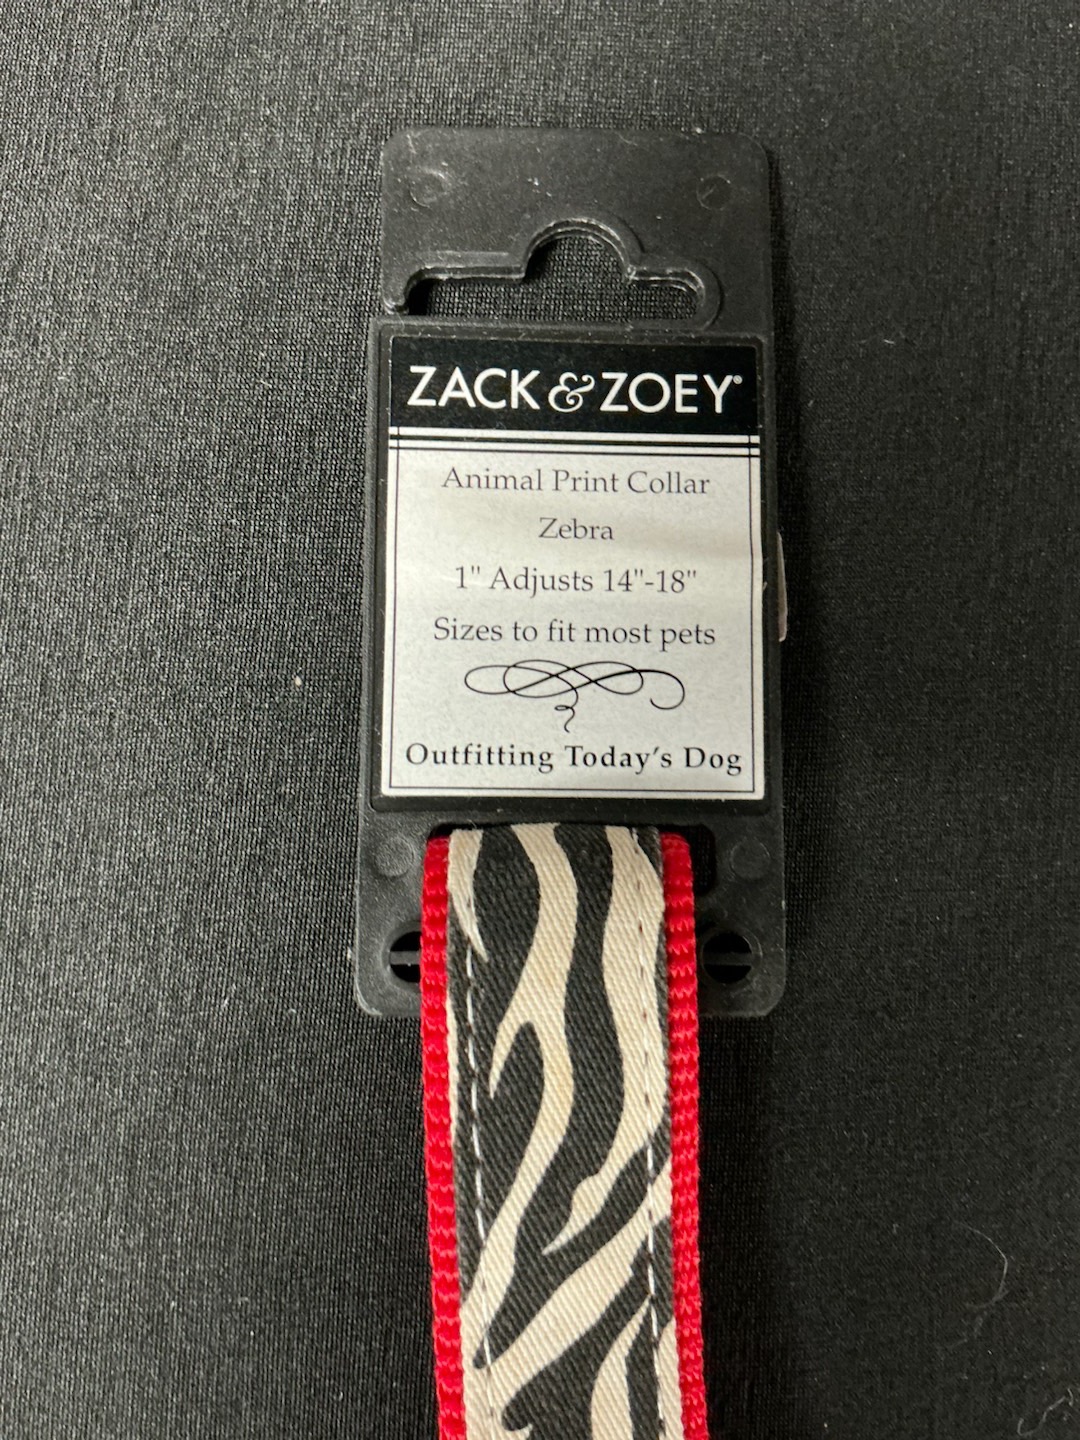 ZACK & ZOEY®
Animal Print Collar
Zebra
1" Adjusts 14"-18"
Sizes to fit most pets
Outfitting Today's Dog